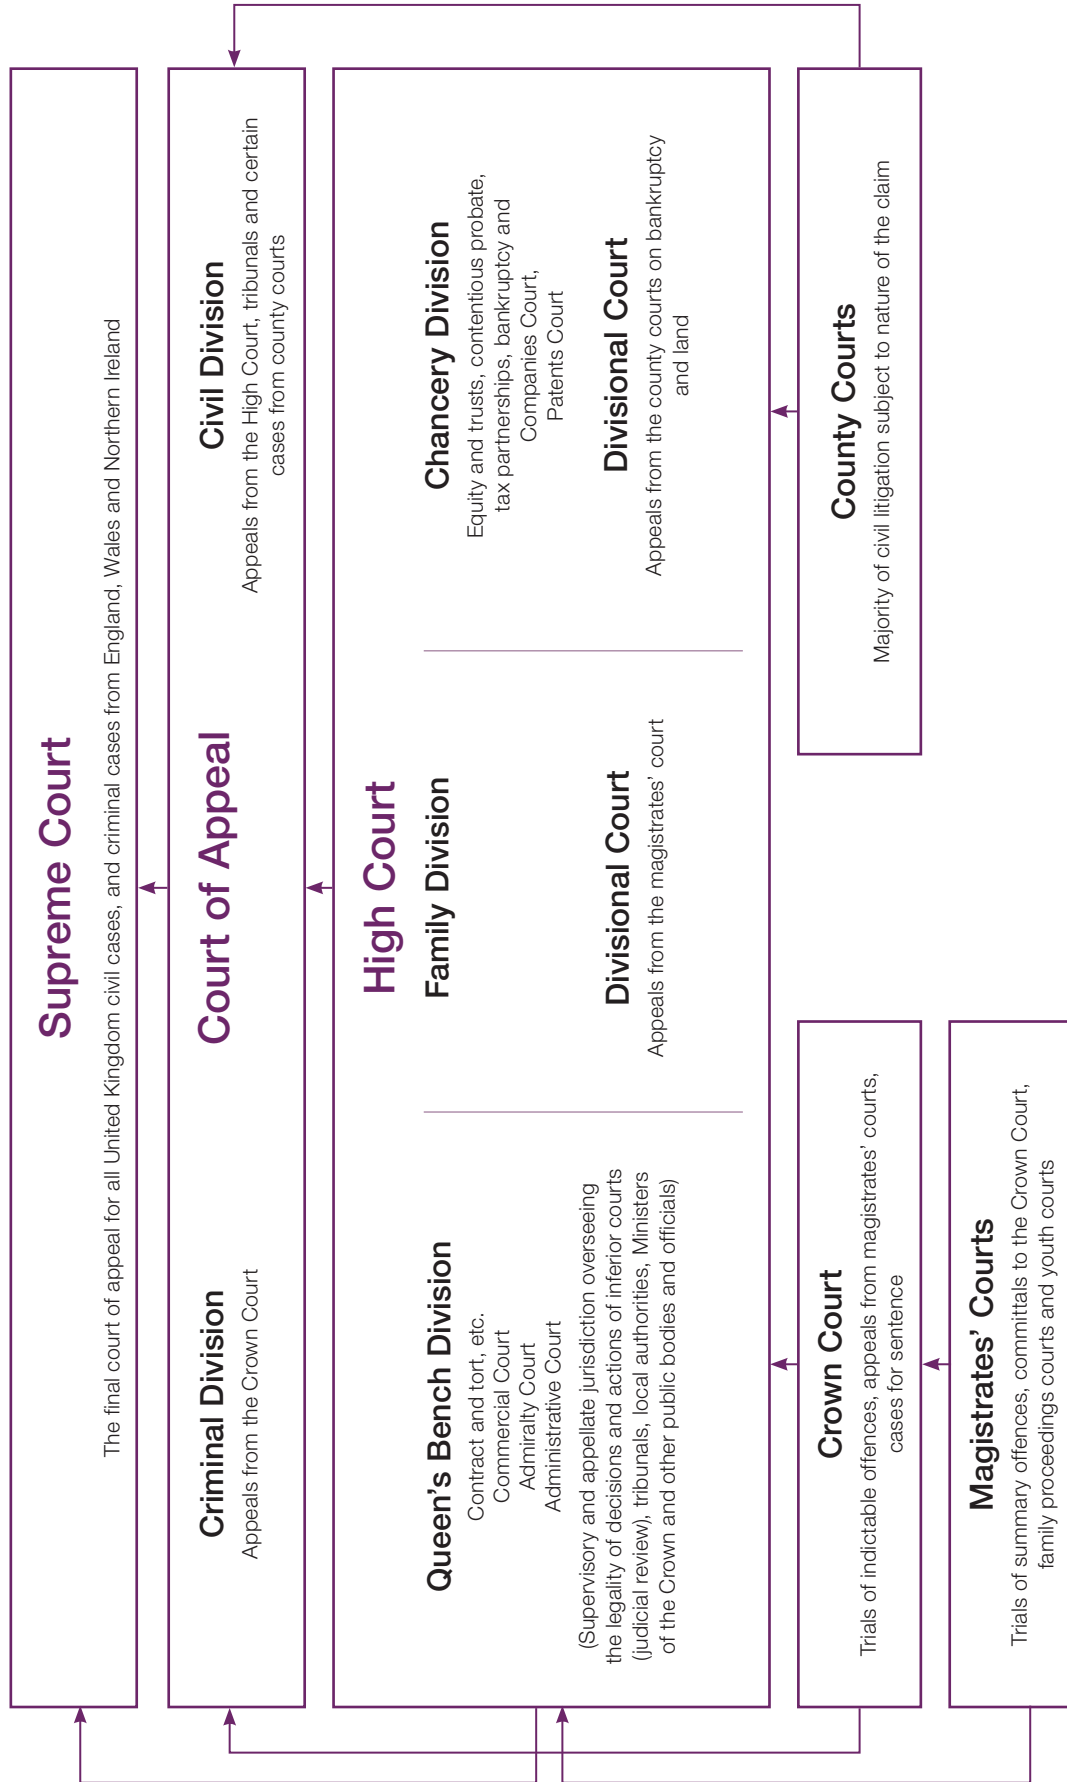 Supreme Court
The final court of appeal for all United Kingdom civil cases, and criminal cases from England, Wales and Northern Ireland
Court of Appeal
Criminal Division
Appeals from the Crown Court
Civil Division
Appeals from the High Court, tribunals and certain
cases from county courts
High Court
Queen's Bench Division
Contract and tort, etc.
Commercial Court
Admiralty Court
Administrative Court
(Supervisory and appellate jurisdiction overseeing
the legality of decisions and actions of inferior courts
(judicial review), tribunals, local authorities, Ministers
of the Crown and other public bodies and officials)
Family Division
Divisional Court
Appeals from the magistrates' court
Chancery Division
Equity and trusts, contentious probate,
tax partnerships, bankruptcy and
Companies Court,
Patents Court
Divisional Court
Appeals from the county courts on bankruptcy
and land
Crown Court
Trials of indictable offences, appeals from magistrates' courts,
cases for sentence
County Courts
Majority of civil litigation subject to nature of the claim
Magistrates' Courts
Trials of summary offences, committals to the Crown Court,
family proceedings courts and youth courts